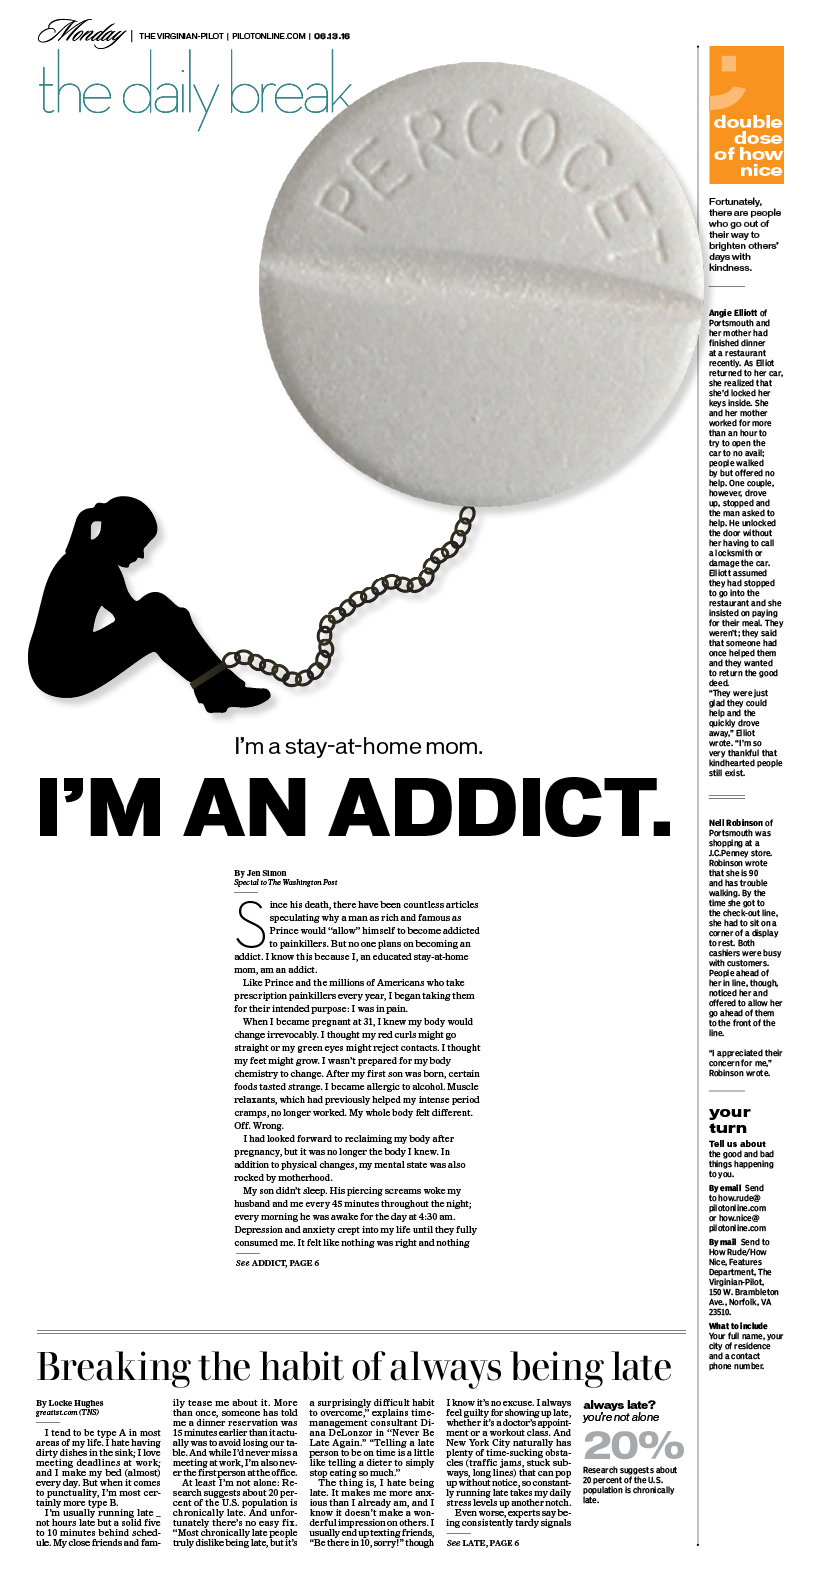 Monday | THE VIRGINIAN-PILOT | PILOTONLINE.COM | 06.13.16
the daily break
PERCOCET
I'm a stay-at-home mom.
I'M AN ADDICT.
By Jen Simon
Special to The Washington Post
Since his death, there have been countless articles
speculating why a man as rich and famous as
Prince would “allow” himself to become addicted
to painkillers. But no one plans on becoming an
addict. I know this because I, an educated stay-at-home
mom, am an addict.
Like Prince and the millions of Americans who take
prescription painkillers every year, I began taking them
for their intended purpose: I was in pain.
When I became pregnant at 31, I knew my body would
change irrevocably. I thought my red curls might go
straight or my green eyes might reject contacts. I thought
my feet might grow. I wasn't prepared for my body
chemistry to change. After my first son was born, certain
foods tasted strange. I became allergic to alcohol. Muscle
relaxants, which had previously helped my intense period
cramps, no longer worked. My whole body felt different.
Off. Wrong.
I had looked forward to reclaiming my body after
pregnancy, but it was no longer the body I knew. In
addition to physical changes, my mental state was also
rocked by motherhood.
My son didn't sleep. His piercing screams woke my
husband and me every 45 minutes throughout the night;
every morning he was awake for the day at 4:30 am.
Depression and anxiety crept into my life until they fully
consumed me. It felt like nothing was right and nothing
See ADDICT, PAGE 6
double
dose
of how
nice
Fortunately,
there are people
who go out of
their way to
brighten others'
days with
kindness.
Angie Elliott of
Portsmouth and
her mother had
finished dinner
at a restaurant
recently. As Elliot
returned to her car,
she realized that
she'd locked her
keys inside. She
and her mother
worked for more
than an hour to
try to open the
car to no avail;
people walked
by but offered no
help. One couple,
however, drove
up, stopped and
the man asked to
help. He unlocked
the door without
her having to call
a locksmith or
damage the car.
Elliott assumed
they had stopped
to go into the
restaurant and she
insisted on paying
for their meal. They
weren't; they said
that someone had
once helped them
and they wanted
to return the good
deed.
“They were just
glad they could
help and the
quickly drove
away,” Elliot
wrote. “I'm so
very thankful that
kindhearted people
still exist.
Nell Robinson of
Portsmouth was
shopping at a
J.C.Penney store.
Robinson wrote
that she is 90
and has trouble
walking. By the
time she got to
the check-out line,
she had to sit on a
corner of a display
to rest. Both
cashiers were busy
with customers.
People ahead of
her in line, though,
noticed her and
offered to allow her
go ahead of them
to the front of the
line.
“I appreciated their
concern for me,”
Robinson wrote.
your
turn
Tell us about
the good and bad
things happening
to you.
By email Send
to how.rude@
pilotonline.com
or how.nice@
pilotonline.com
By mail Send to
How Rude/How
Nice, Features
Department, The
Virginian-Pilot,
150 W. Brambleton
Ave., Norfolk, VA
23510.
What to include
Your full name, your
city of residence
and a contact
phone number.
Breaking the habit of always being late
By Locke Hughes
greatist.com (TNS)
I tend to be type A in most
areas of my life. I hate having
dirty dishes in the sink; I love
meeting deadlines at work;
and I make my bed (almost)
every day. But when it comes
to punctuality, I'm most cer-
tainly more type B.
I'm usually running late _
not hours late but a solid five
to 10 minutes behind sched-
ule. My close friends and fam-
ily tease me about it. More
than once, someone has told
me a dinner reservation was
15 minutes earlier than it actu-
ally was to avoid losing our ta-
ble. And while I'd never miss a
meeting at work, I'm also nev-
er the first person at the office.
At least I'm not alone: Re-
search suggests about 20 per-
cent of the U.S. population is
chronically late. And unfor-
tunately there's no easy fix.
“Most chronically late people
truly dislike being late, but it's
a surprisingly difficult habit
to overcome,” explains time-
management consultant Di-
ana DeLonzor in “Never Be
Late Again.” “Telling a late
person to be on time is a little
like telling a dieter to simply
stop eating so much.”
The thing is, I hate being
late. It makes me more anx-
ious than I already am, and I
know it doesn't make a won-
derful impression on others. I
usually end up texting friends,
“Be there in 10, sorry!” though
I know it's no excuse. I always
feel guilty for showing up late,
whether it's a doctor's appoint-
ment or a workout class. And
New York City naturally has
plenty of time-sucking obsta-
cles (traffic jams, stuck sub-
ways, long lines) that can pop
up without notice, so constant-
ly running late takes my daily
stress levels up another notch.
Even worse, experts say be-
ing consistently tardy signals
See LATE, PAGE 6
always late?
you're not alone
20%
Research suggests about
20 percent of the U.S.
population is chronically
late.